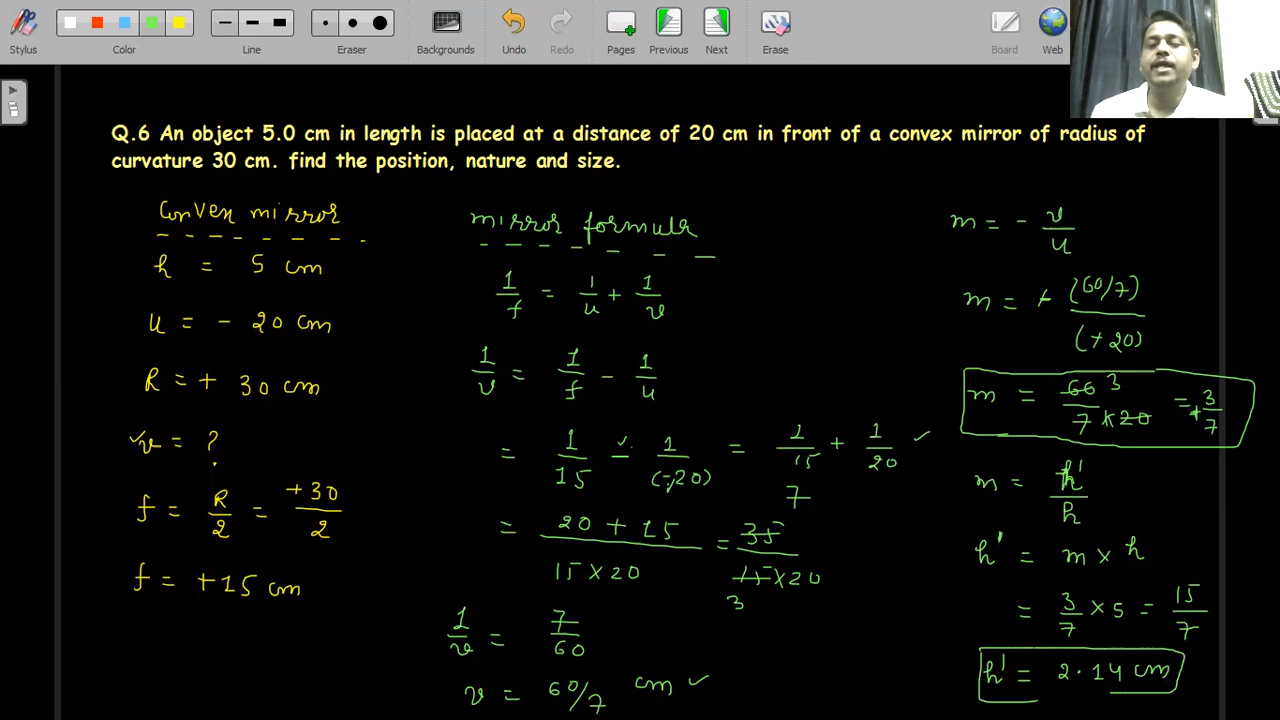 Stylus
Color
Line
Eraser
Backgrounds
Undo
Redo
Pages
Previous
Next
Erase
Board
Web
Q.6 An object 5.0 cm in length is placed at a distance of 20 cm in front of a convex mirror of radius of
curvature 30 cm. find the position, nature and size.
Convex mirror
h = 5 cm
u = - 20 cm
R = + 30 cm
✓v = ?
f = R/2 = +30/2
f = +15 cm
mirror formula
1/f = 1/u + 1/v
1/v = 1/f - 1/u
= 1/15 - 1/(-20) = 1/15 + 1/20 ✓
7
= 20 + 15/15 × 20 = 35/15×20
3
1/v = 7/60
v = 60/7 cm ✓
m = - v/u
m = + (60/7)/(+20)
m = 60 3/7×20 = +3/7
m = h'/h
h' = m × h
= 3/7 × 5 = 15/7
h' = 2.14 cm